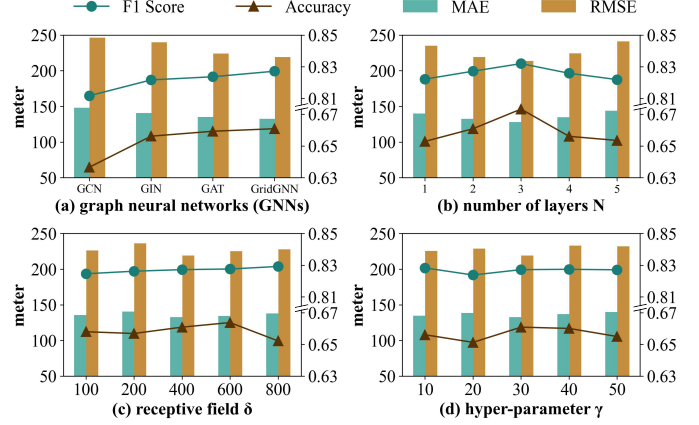 F1 Score Accuracy MAE RMSE
250 0.85
200 0.83
150 0.81
0.67
100 0.65
50 0.63
meter
GCN GIN GAT GridGNN
(a) graph neural networks (GNNs)
250 0.85
200 0.83
150 0.81
0.67
100 0.65
50 0.63
meter
1 2 3 4 5
(b) number of layers N
250 0.85
200 0.83
150 0.81
0.67
100 0.65
50 0.63
meter
100 200 400 600 800
(c) receptive field δ
250 0.85
200 0.83
150 0.81
0.67
100 0.65
50 0.63
meter
10 20 30 40 50
(d) hyper-parameter γ